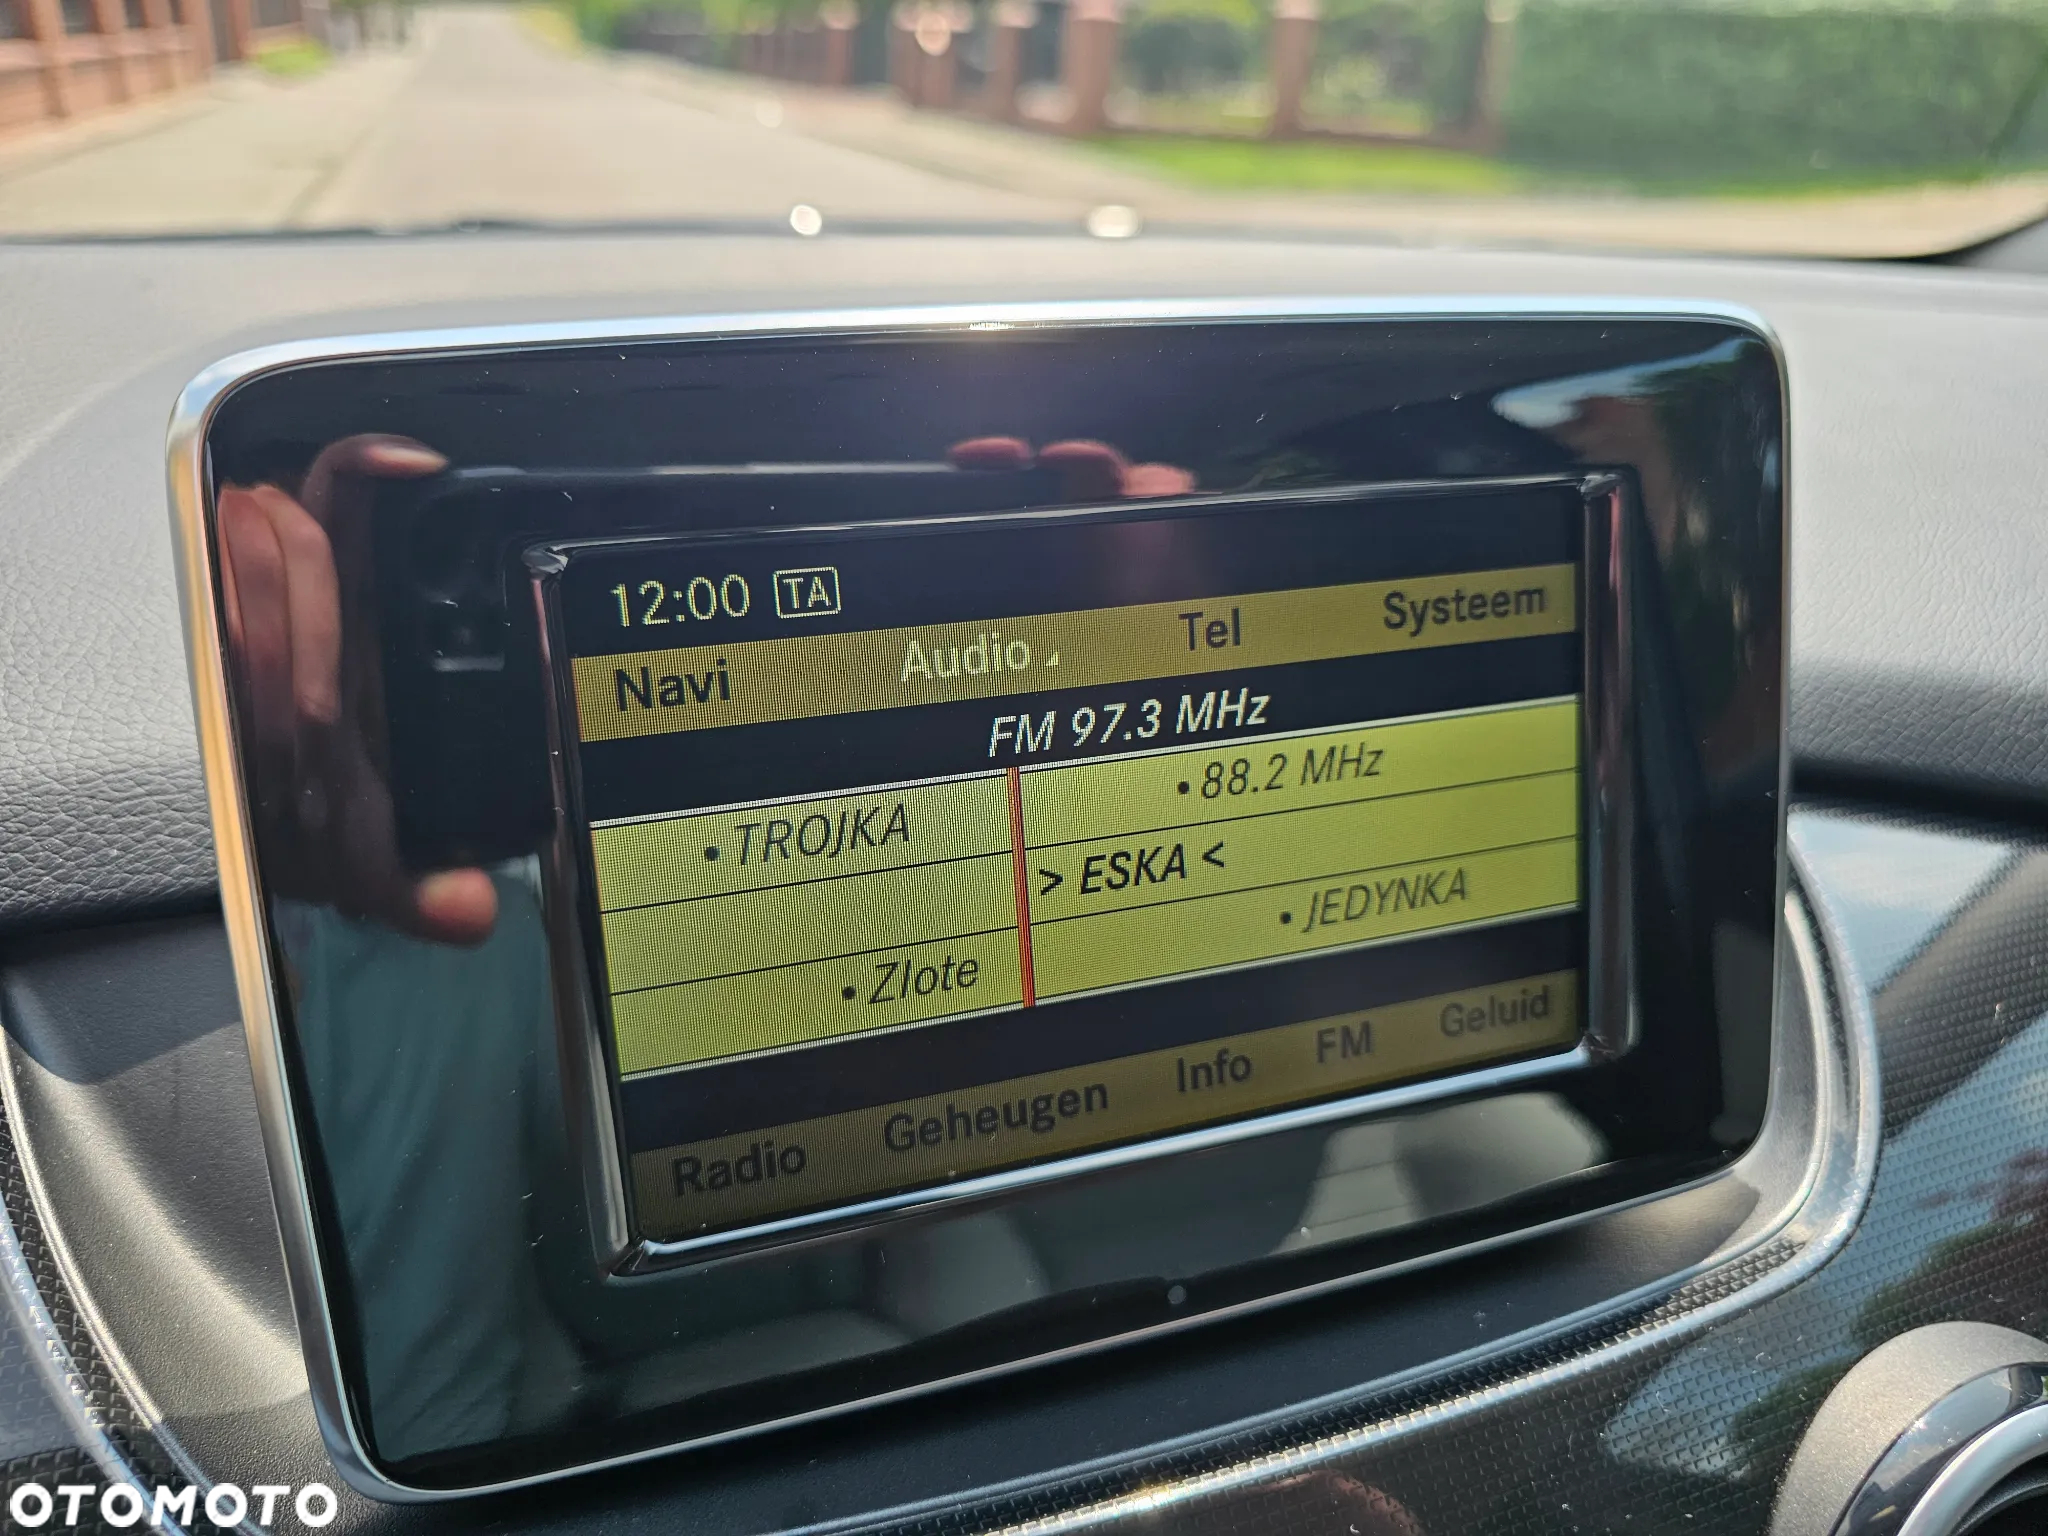 12:00 TA
Navi Audio Tel Systeem
FM 97.3 MHz
• TROJKA • 88.2 MHz
> ESKA <
• Zlote • JEDYNKA
Radio Geheugen Info FM Geluid
OTOMOTO